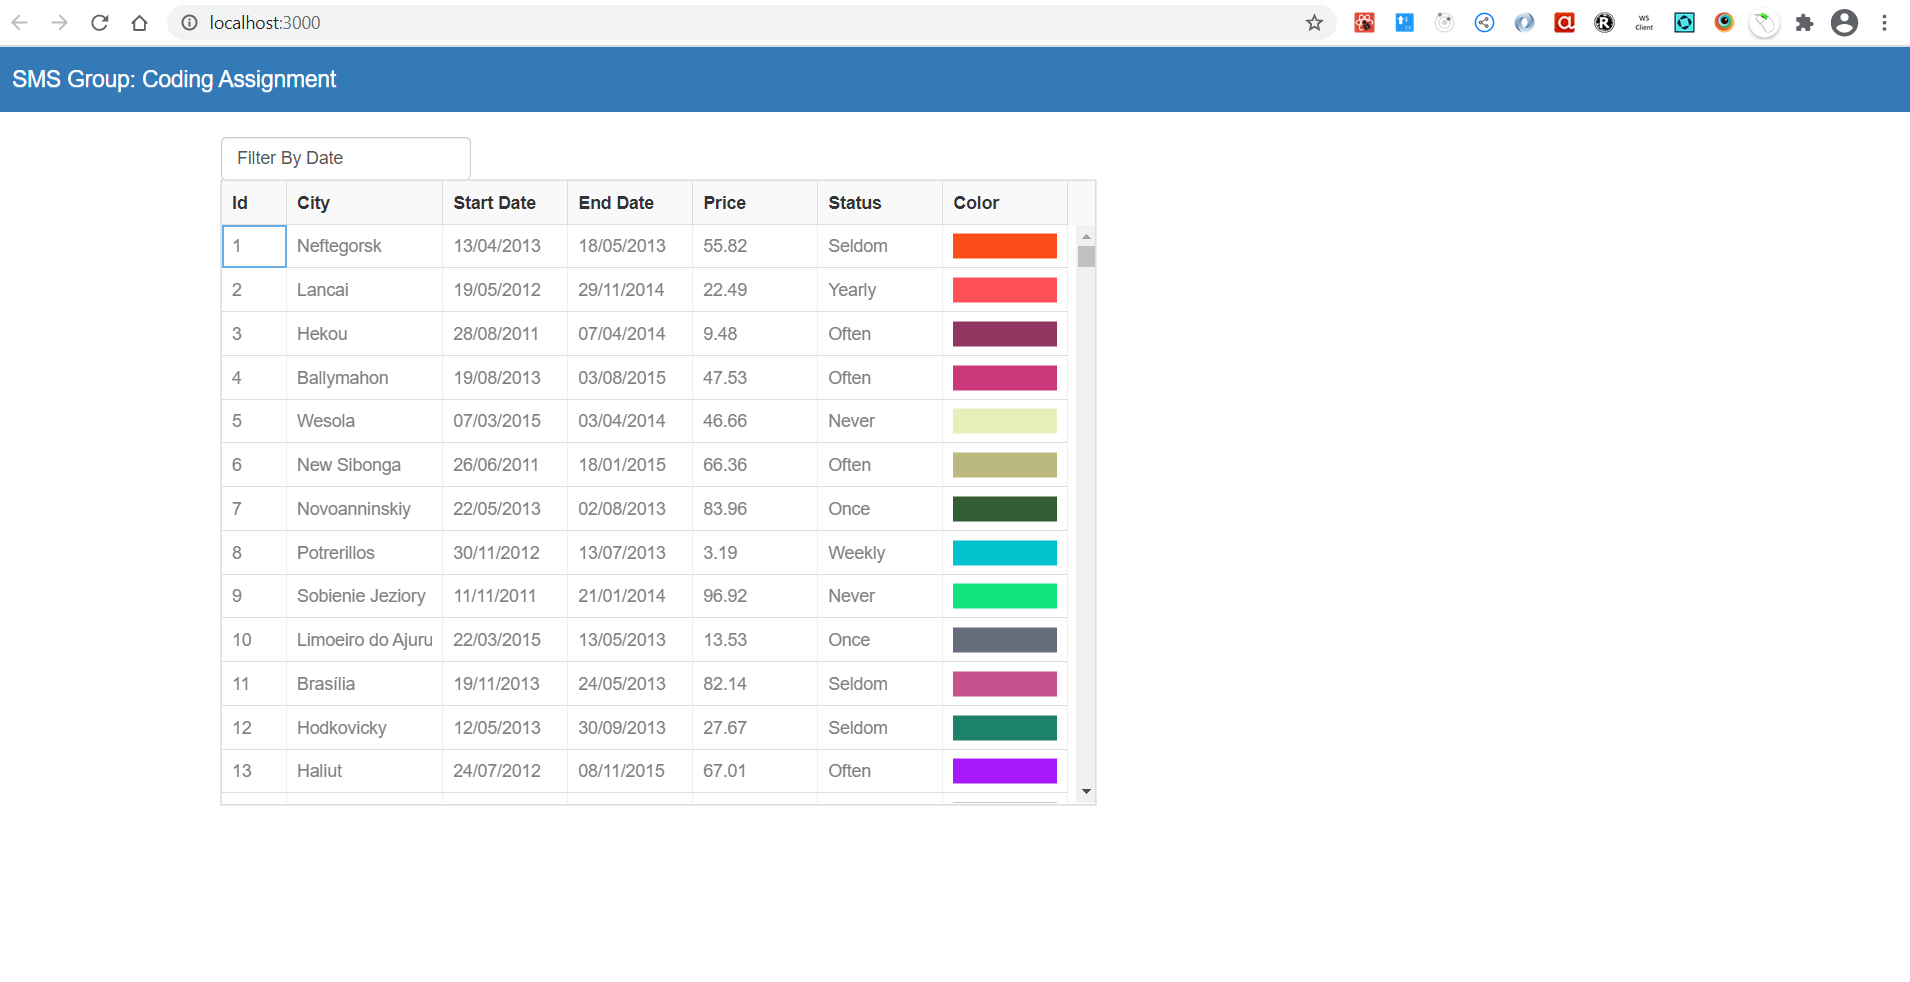 localhost:3000
WS
Client
SMS Group: Coding Assignment
Filter By Date
Id City Start Date End Date Price Status Color
1 Neftegorsk 13/04/2013 18/05/2013 55.82 Seldom
2 Lancai 19/05/2012 29/11/2014 22.49 Yearly
3 Hekou 28/08/2011 07/04/2014 9.48 Often
4 Ballymahon 19/08/2013 03/08/2015 47.53 Often
5 Wesola 07/03/2015 03/04/2014 46.66 Never
6 New Sibonga 26/06/2011 18/01/2015 66.36 Often
7 Novoanninskiy 22/05/2013 02/08/2013 83.96 Once
8 Potrerillos 30/11/2012 13/07/2013 3.19 Weekly
9 Sobienie Jeziory 11/11/2011 21/01/2014 96.92 Never
10 Limoeiro do Ajuru 22/03/2015 13/05/2013 13.53 Once
11 Brasília 19/11/2013 24/05/2013 82.14 Seldom
12 Hodkovicky 12/05/2013 30/09/2013 27.67 Seldom
13 Haliut 24/07/2012 08/11/2015 67.01 Often